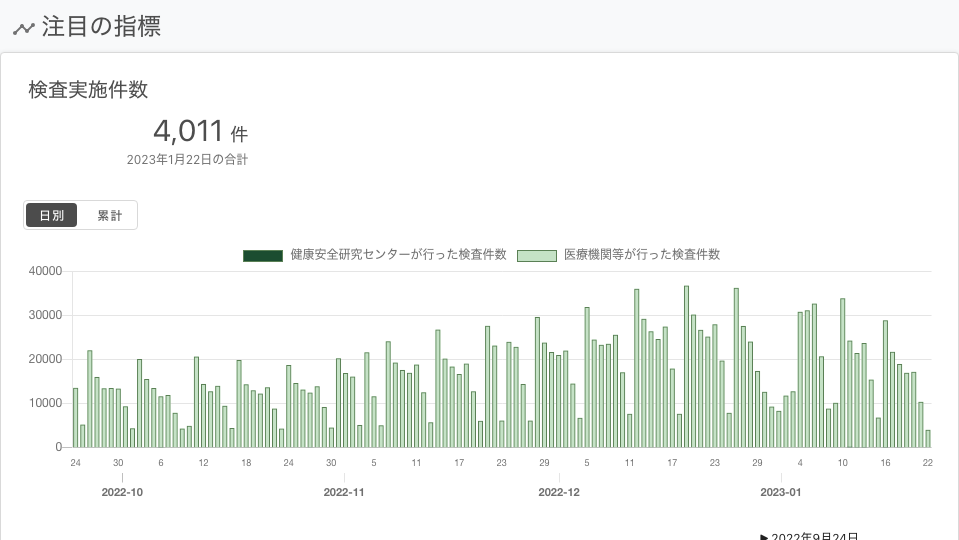 注目の指標
検査実施件数
4,011 件
2023年1月22日の合計
日別 累計
健康安全研究センターが行った検査件数 医療機関等が行った検査件数
40000
30000
20000
10000
0
24 30 6 12 18 24 30 5 11 17 23 29 5 11 17 23 29 4 10 16 22
2022-10 2022-11 2022-12 2023-01
▶ 2022年9月24日